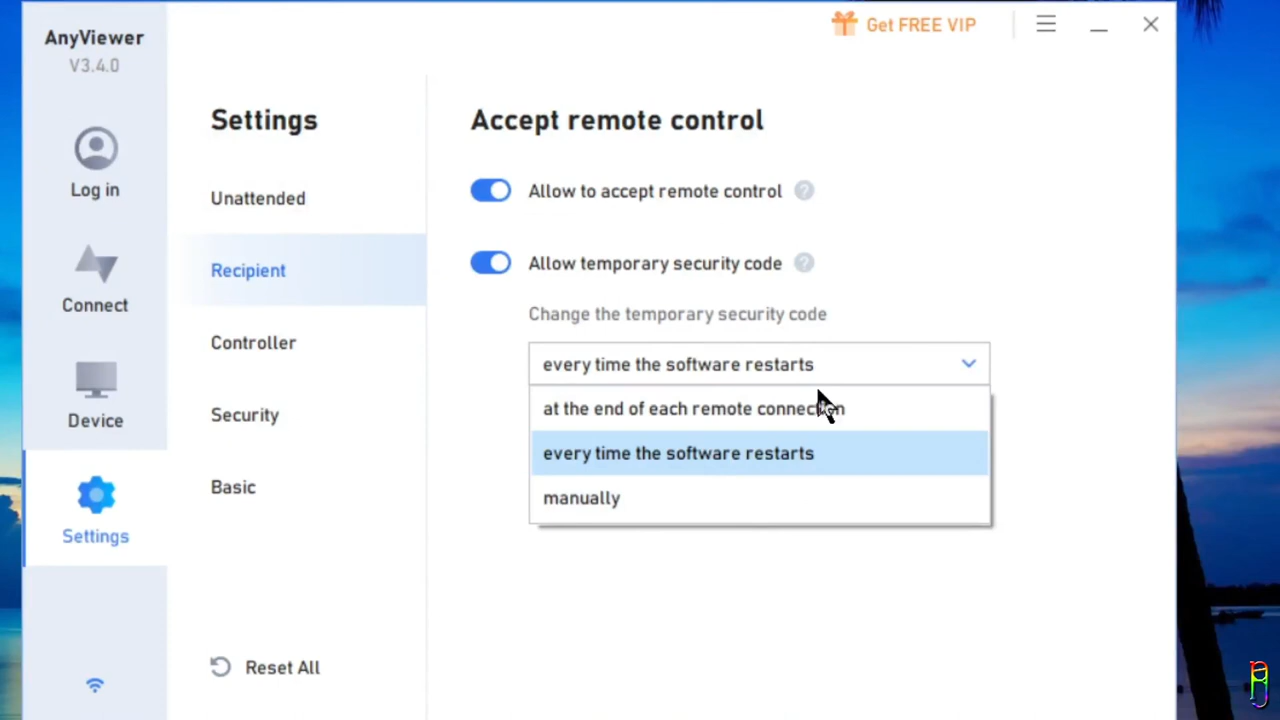 AnyViewer
V3.4.0
Get FREE VIP
Log in
Connect
Device
Settings
Settings
Unattended
Recipient
Controller
Security
Basic
Reset All
Accept remote control
Allow to accept remote control ?
Allow temporary security code ?
Change the temporary security code
every time the software restarts
at the end of each remote connection
every time the software restarts
manually